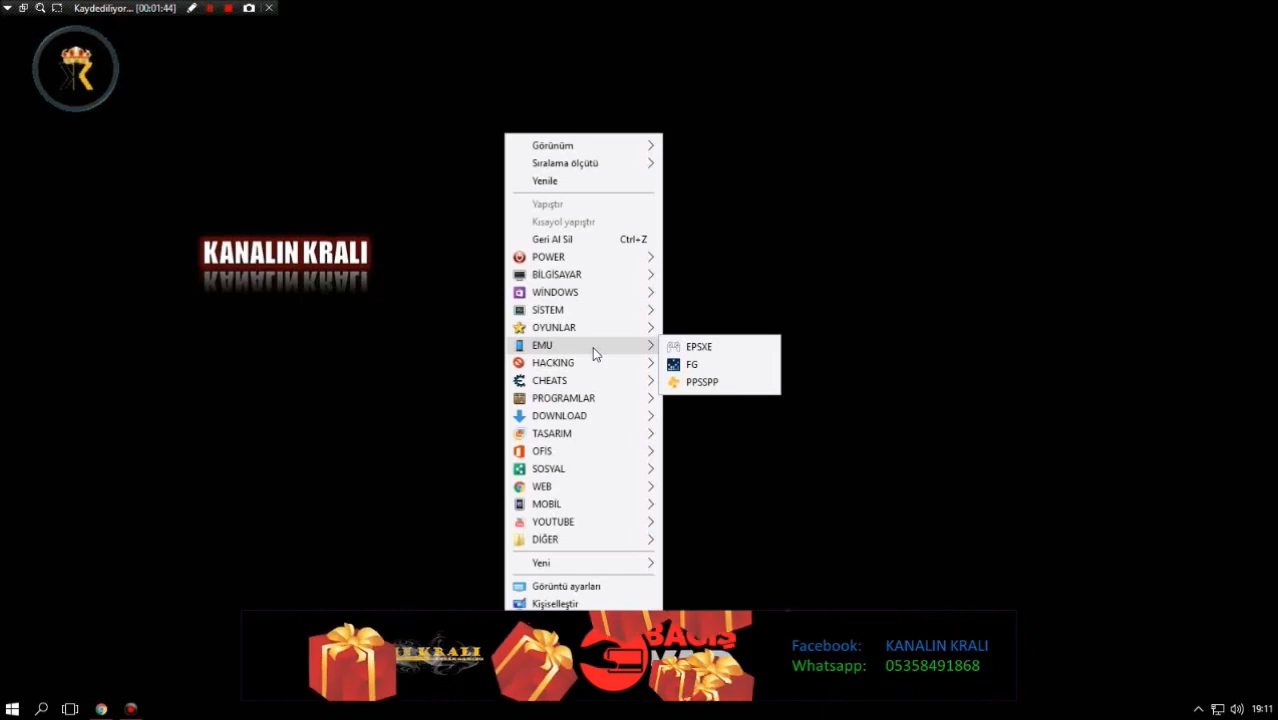 Kaydediliyor... [00:01:44]
KANALIN KRALI
Görünüm
Sıralama ölçütü
Yenile
Yapıştır
Kısayol yapıştır
Geri Al Sil Ctrl+Z
POWER
BİLGİSAYAR
WİNDOWS
SİSTEM
OYUNLAR
EMU
HACKING
CHEATS
PROGRAMLAR
DOWNLOAD
TASARIM
OFİS
SOSYAL
WEB
MOBİL
YOUTUBE
DİĞER
Yeni
Görüntü ayarları
Kişiselleştir
EPSXE
FG
PPSSPP
KRALI
BAĞIŞ
Facebook: KANALIN KRALI
Whatsapp: 05358491868
19:11